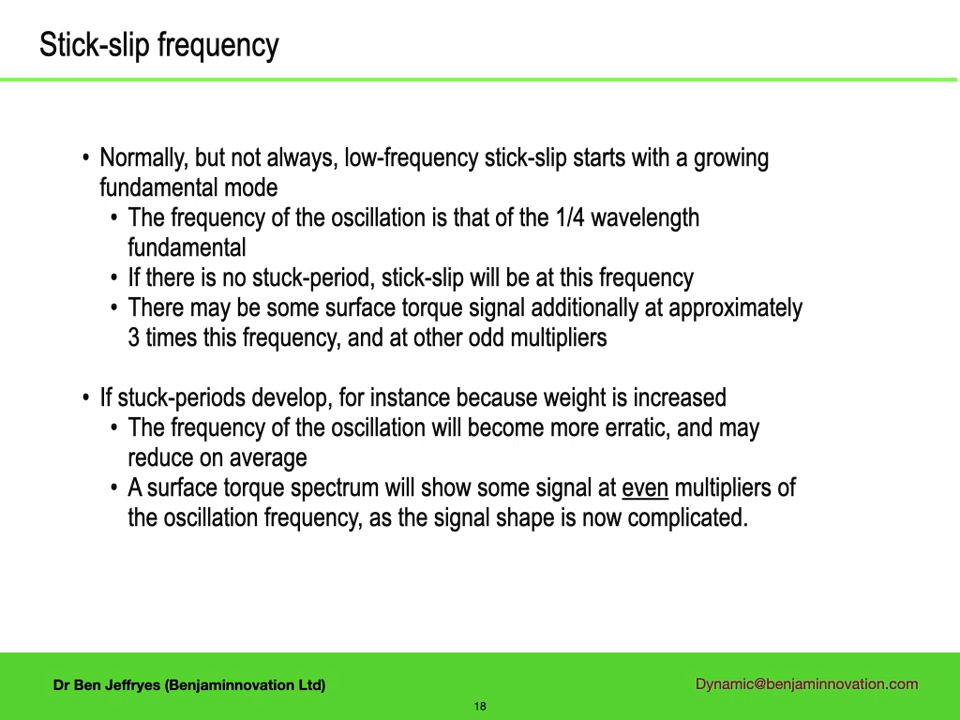 Stick-slip frequency
• Normally, but not always, low-frequency stick-slip starts with a growing
fundamental mode
• The frequency of the oscillation is that of the 1/4 wavelength
fundamental
• If there is no stuck-period, stick-slip will be at this frequency
• There may be some surface torque signal additionally at approximately
3 times this frequency, and at other odd multipliers
• If stuck-periods develop, for instance because weight is increased
• The frequency of the oscillation will become more erratic, and may
reduce on average
• A surface torque spectrum will show some signal at even multipliers of
the oscillation frequency, as the signal shape is now complicated.
Dr Ben Jeffryes (Benjaminnovation Ltd)
Dynamic@benjaminnovation.com
18